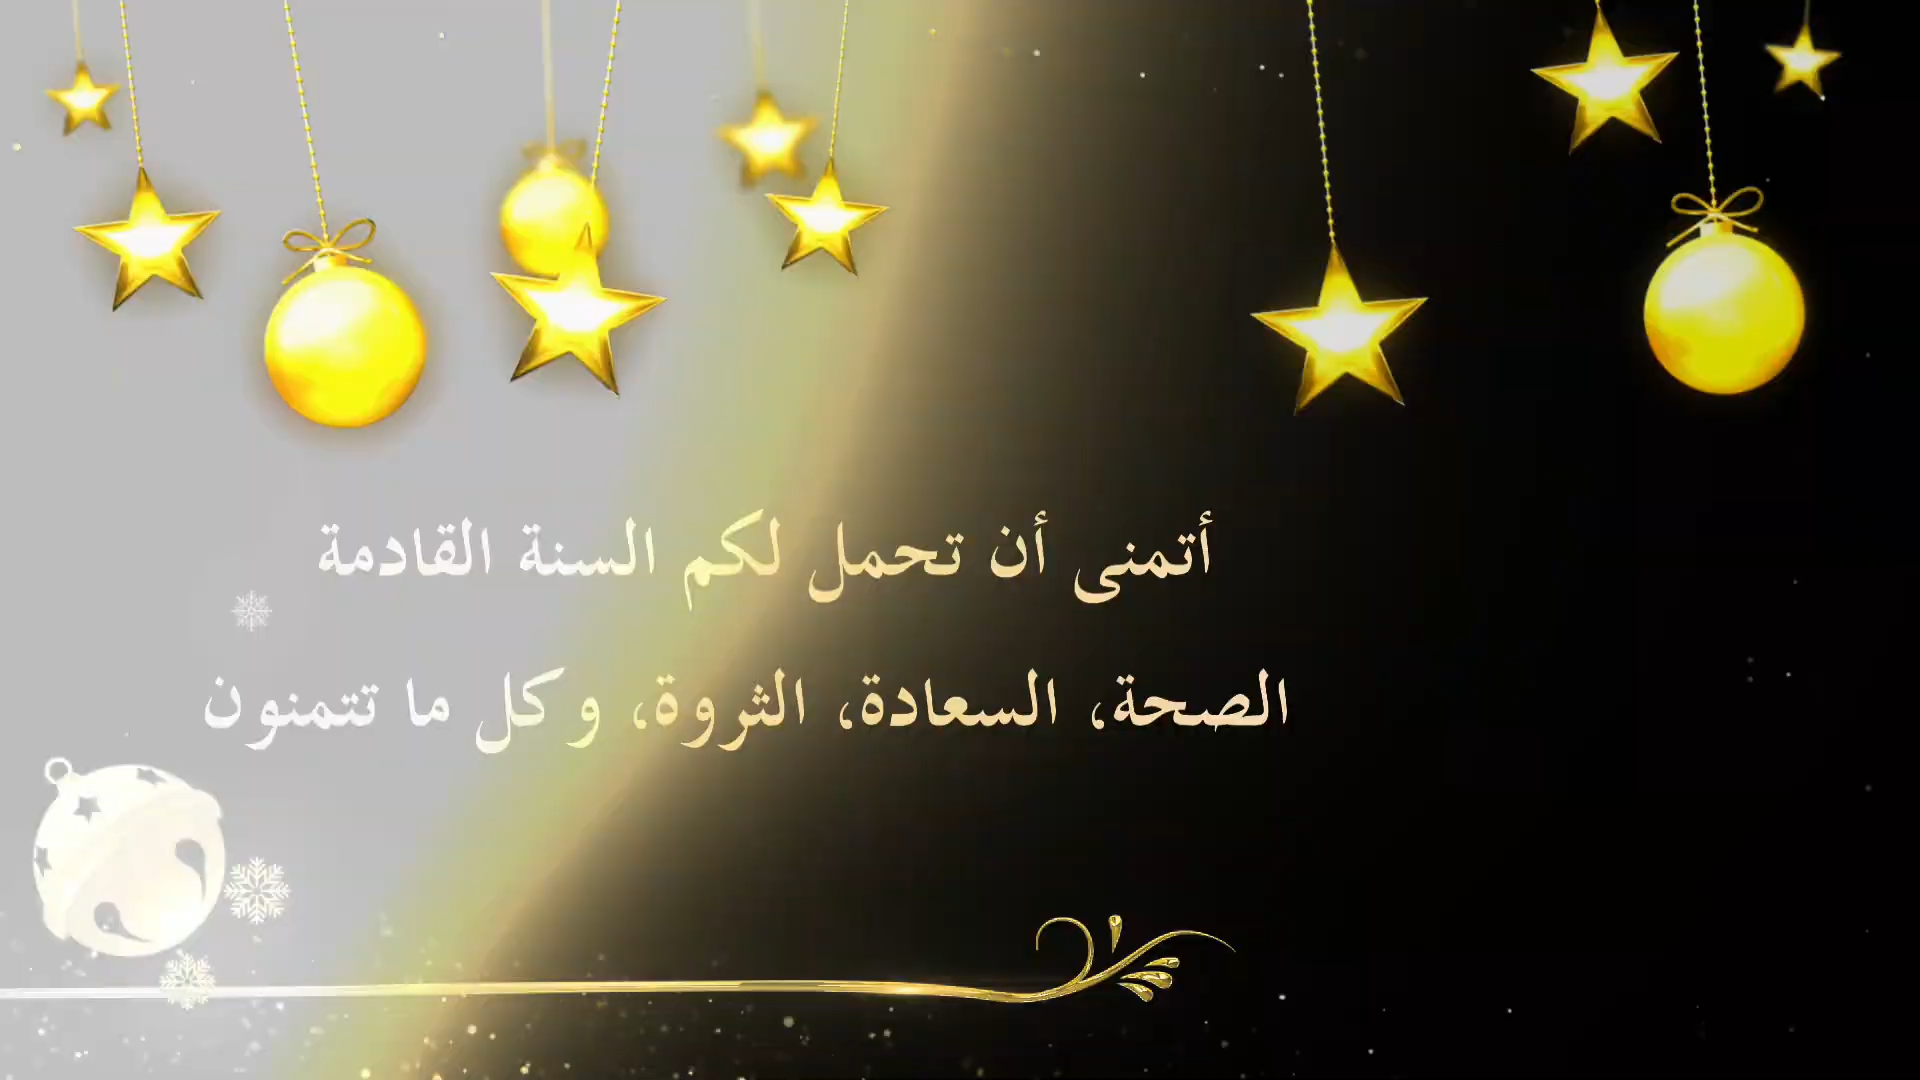 أتمنى أن تحمل لكم السنة القادمة
الصحة، السعادة، الثروة، وكل ما تتمنون